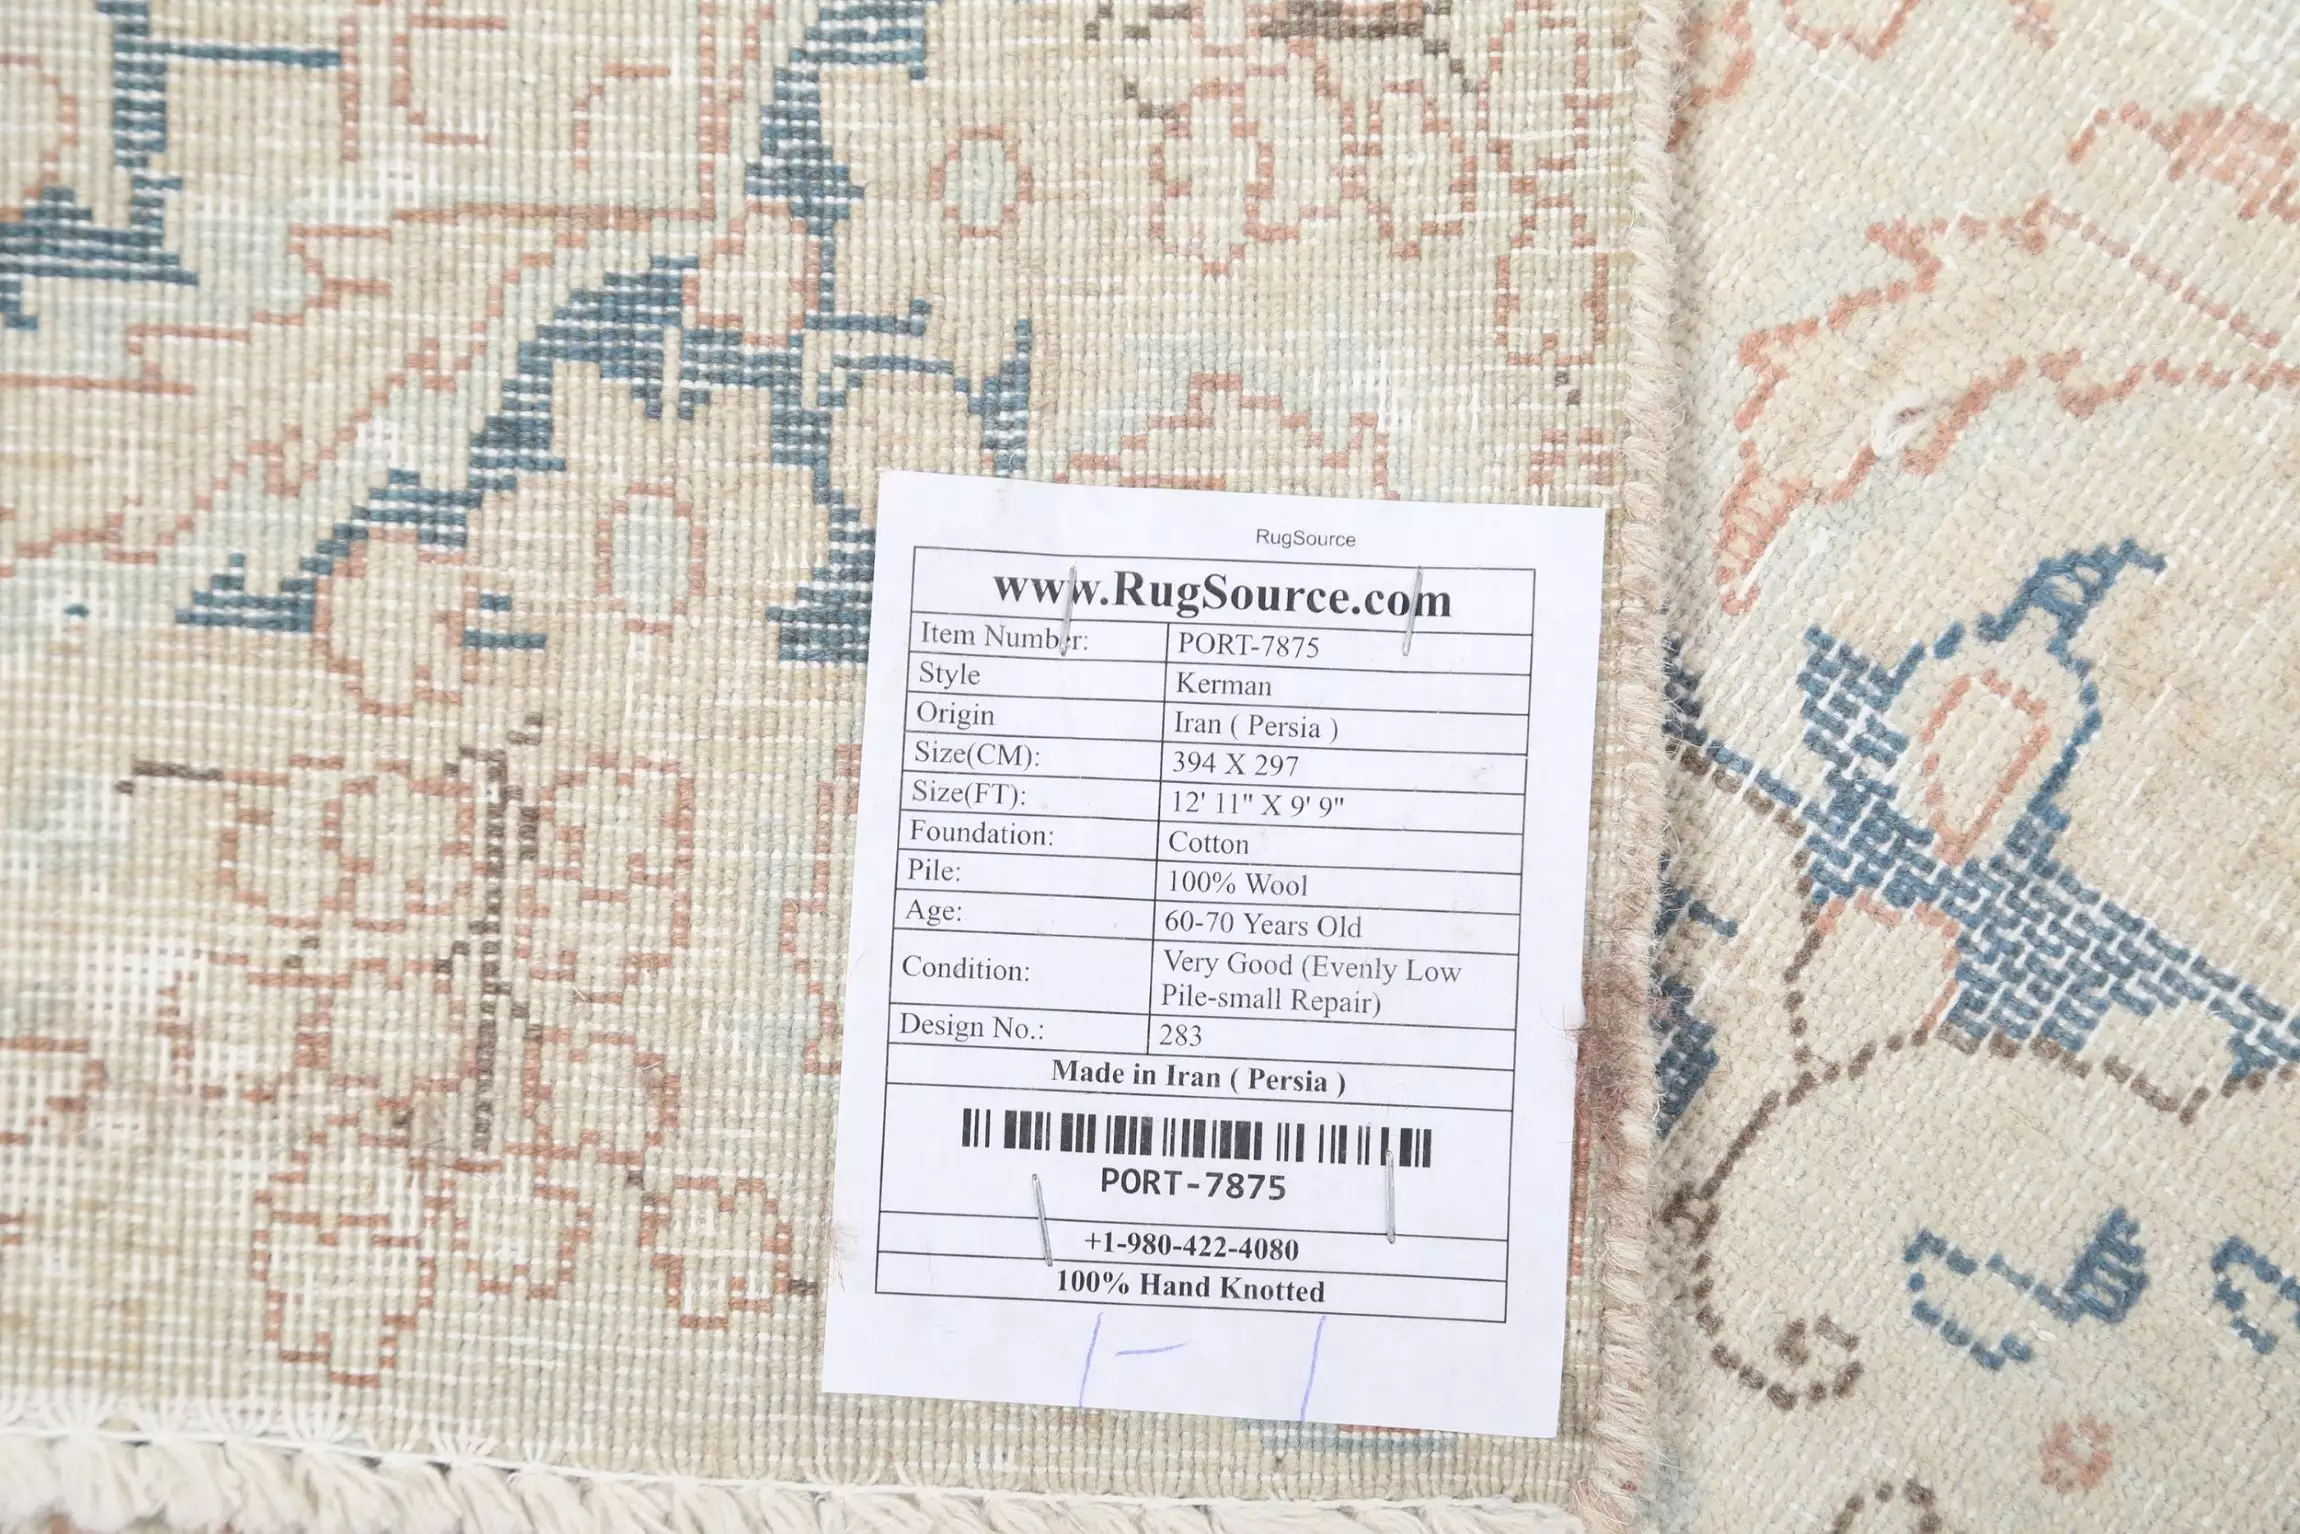 RugSource
www.RugSource.com
Item Number: PORT-7875
Style Kerman
Origin Iran ( Persia )
Size(CM): 394 X 297
Size(FT): 12' 11" X 9' 9"
Foundation: Cotton
Pile: 100% Wool
Age: 60-70 Years Old
Condition: Very Good (Evenly Low
Pile-small Repair)
Design No.: 283
Made in Iran ( Persia )
PORT-7875
+1-980-422-4080
100% Hand Knotted
1-1